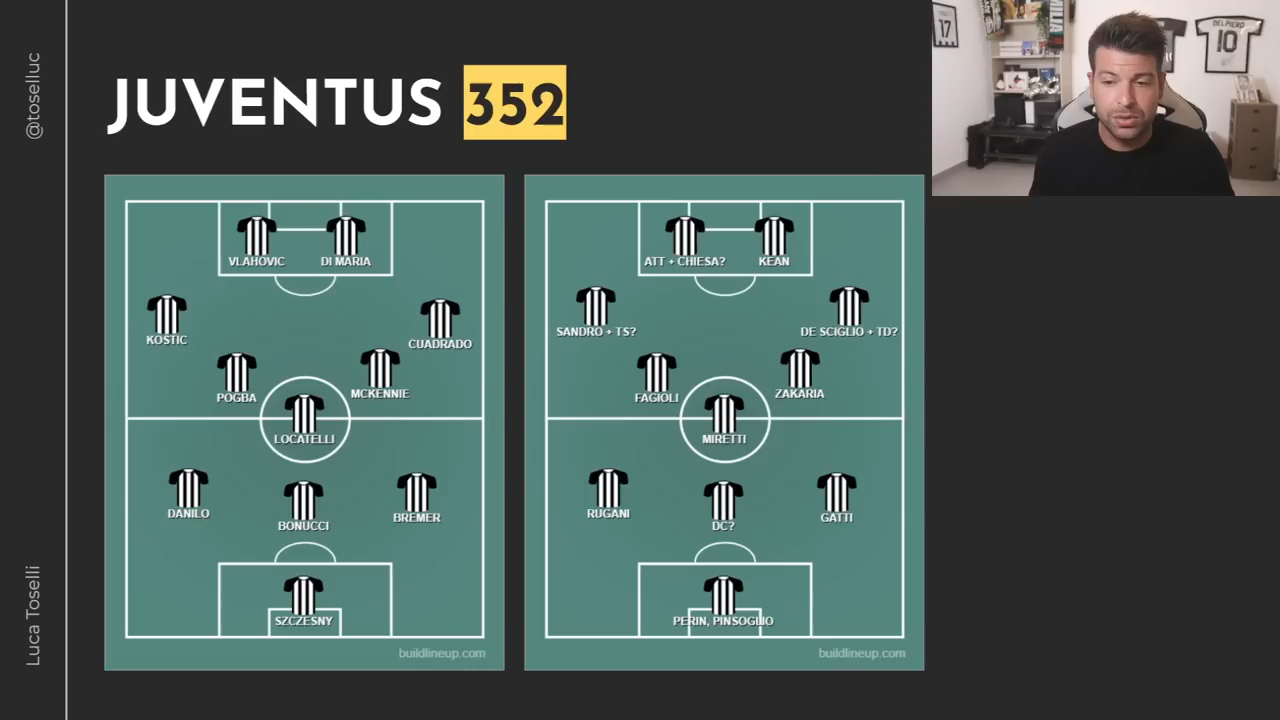 @toselluc
Luca Toselli
JUVENTUS 352
VLAHOVIC DI MARIA
KOSTIC
CUADRADO
POGBA
MCKENNIE
LOCATELLI
DANILO
BONUCCI
BREMER
SZCZESNY
buildlineup.com
ATT + CHIESA? KEAN
SANDRO + TS? DE SCIGLIO + TD?
FAGIOLI
ZAKARIA
MIRETTI
RUGANI
DC?
GATTI
PERIN, PINSOGLIO
buildlineup.com
17
DEL PIERO
10